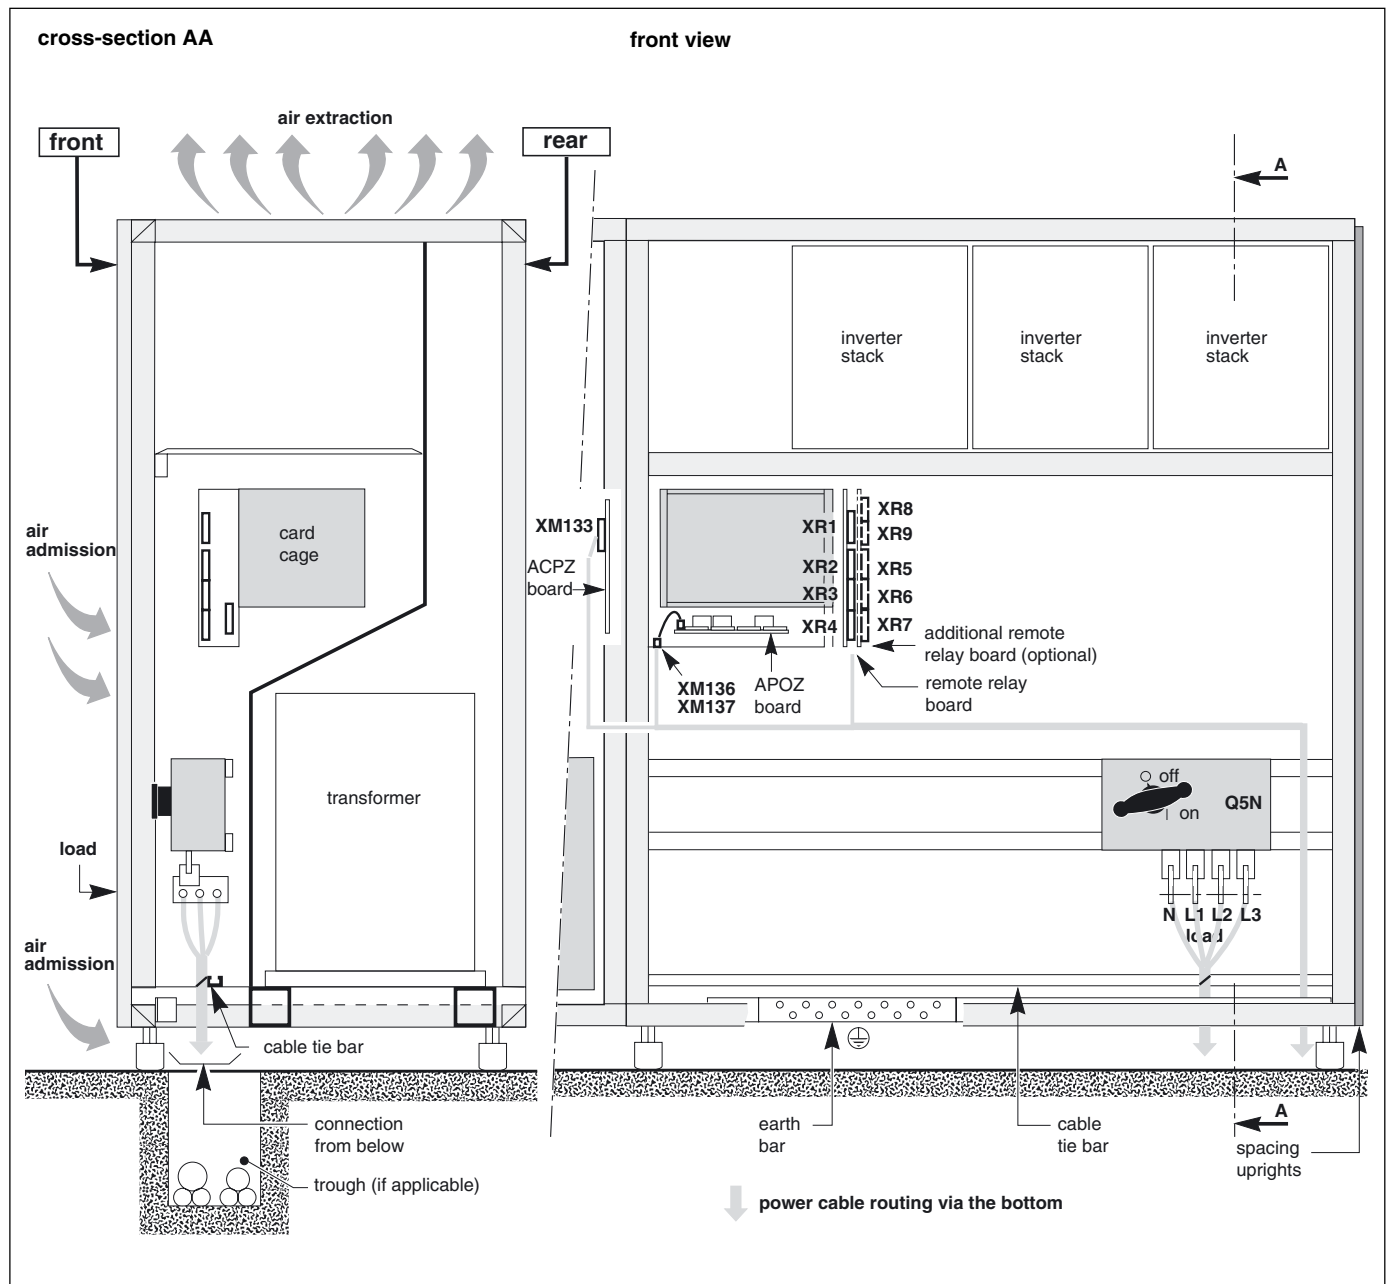 cross-section AA
front view
air extraction
front
rear
A
inverter
stack
inverter
stack
inverter
stack
card
cage
air
admission
XM133
ACPZ
board
XR1
XR2
XR3
XR4
XR8
XR9
XR5
XR6
XR7
additional remote
relay board (optional)
remote relay
board
XM136
XM137
APOZ
board
transformer
off
on
Q5N
load
N L1 L2 L3
load
air
admission
cable tie bar
connection
from below
trough (if applicable)
earth
bar
cable
tie bar
A
spacing
uprights
power cable routing via the bottom